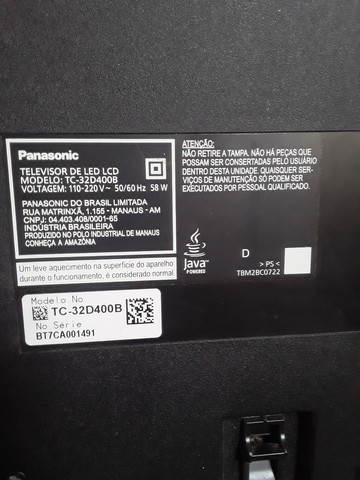 Panasonic
TELEVISOR DE LED LCD
MODELO: TC-32D400B
VOLTAGEM: 110-220V~ 50/60 Hz 58 W
PANASONIC DO BRASIL LIMITADA
RUA MATRINXÃ, 1.155 - MANAUS - AM
CNPJ: 04.403.408/0001-65
INDÚSTRIA BRASILEIRA
PRODUZIDO NO POLO INDUSTRIAL DE MANAUS
CONHEÇA A AMAZÔNIA
Um leve aquecimento na superfície do aparelho
durante o funcionamento, é considerado normal.
ATENÇÃO:
NÃO RETIRE A TAMPA. NÃO HÁ PEÇAS QUE
POSSAM SER CONSERTADAS PELO USUÁRIO
DENTRO DESTA UNIDADE. QUAISQUER SER-
VIÇOS DE MANUTENÇÃO SÓ PODEM SER
EXECUTADOS POR PESSOAL QUALIFICADO.
Java™
POWERED
D
>PS<
TBM2BC0722
Modelo No
TC-32D400B
No Série
BT7CA001491